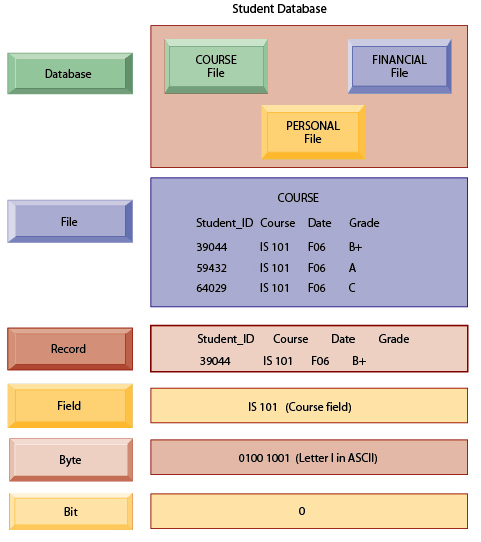 Student Database
Database
COURSE
File
FINANCIAL
File
PERSONAL
File
File
COURSE
Student_ID Course Date Grade
39044 IS 101 F06 B+
59432 IS 101 F06 A
64029 IS 101 F06 C
Record
Student_ID Course Date Grade
39044 IS 101 F06 B+
Field
IS 101 (Course field)
Byte
0100 1001 (Letter I in ASCII)
Bit
0